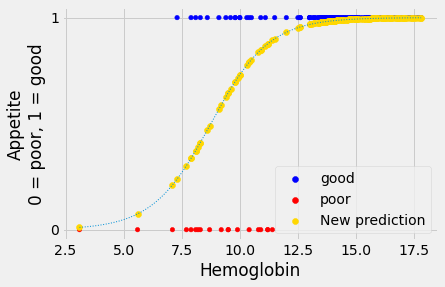 1
0
Appetite
0 = poor, 1 = good
good
poor
New prediction
2.5 5.0 7.5 10.0 12.5 15.0 17.5
Hemoglobin